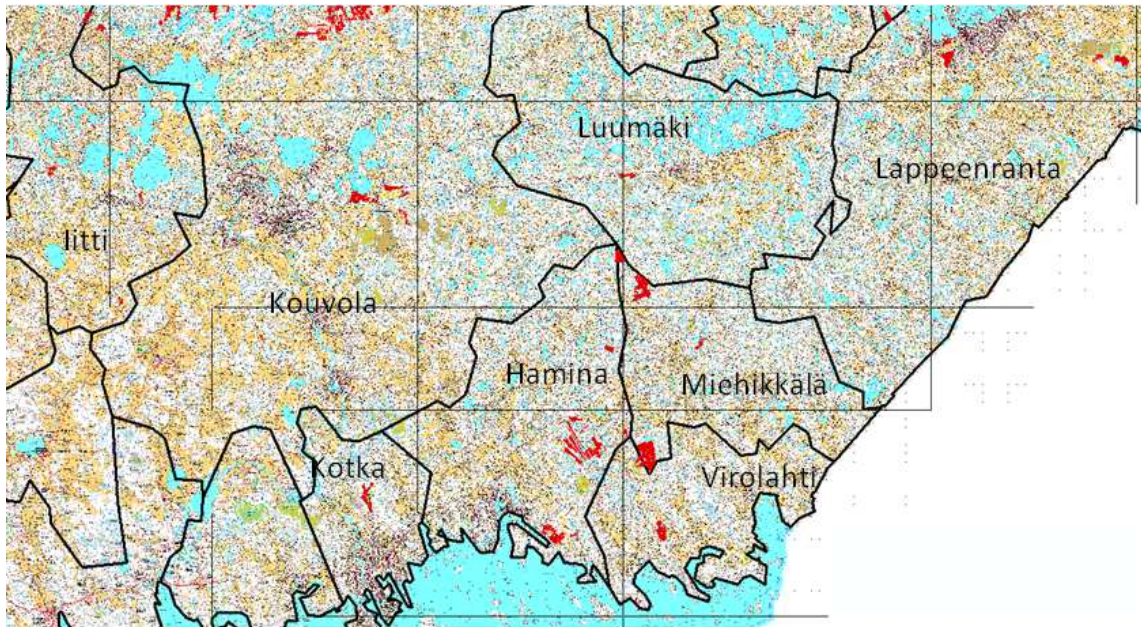 Luumäki
Lappeenranta
Iitti
Kouvola
Hamina
Miehikkälä
Kotka
Virolahti